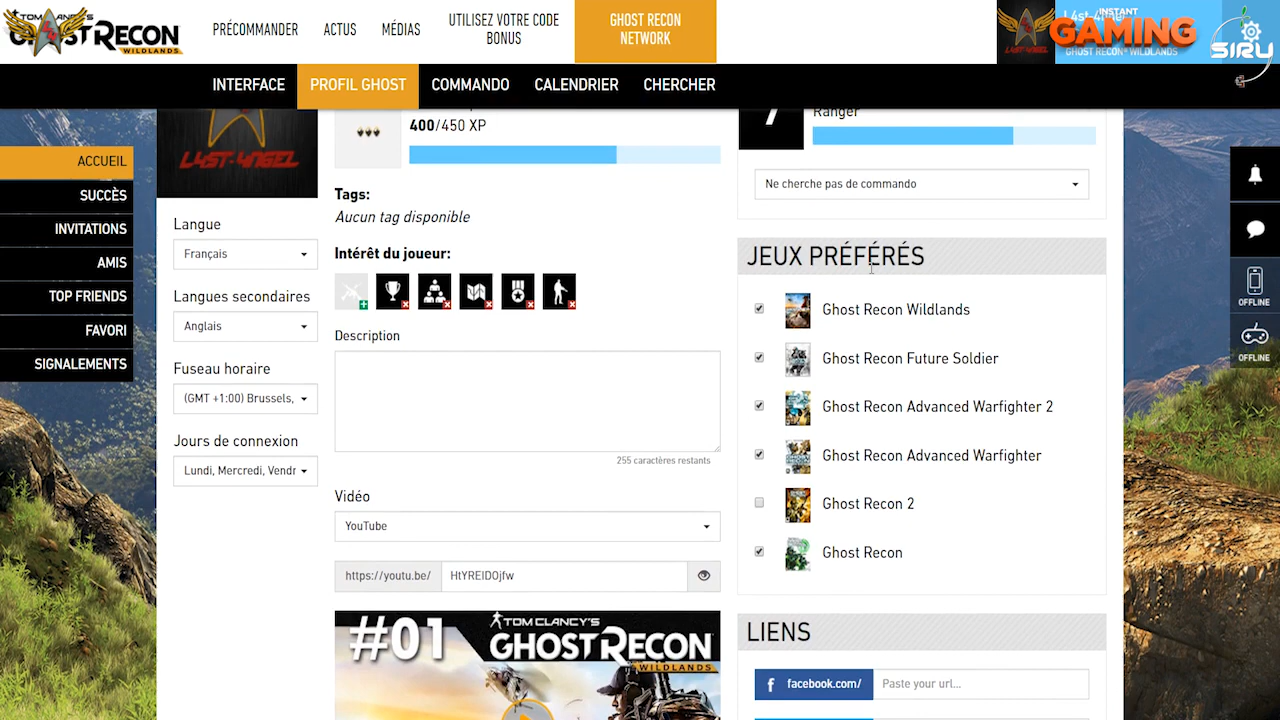 TOM CLANCY'S
GHOST RECON
WILDLANDS
PRÉCOMMANDER
ACTUS
MÉDIAS
UTILISEZ VOTRE CODE
BONUS
GHOST RECON
NETWORK
INSTANT
GAMING
GHOST RECON® WILDLANDS
SIRU
INTERFACE
PROFIL GHOST
COMMANDO
CALENDRIER
CHERCHER
ACCUEIL
SUCCÈS
INVITATIONS
AMIS
TOP FRIENDS
FAVORI
SIGNALEMENTS
L4ST-4NGEL
Langue
Français
Langues secondaires
Anglais
Fuseau horaire
(GMT +1:00) Brussels,
Jours de connexion
Lundi, Mercredi, Vendr
400/450 XP
Tags:
Aucun tag disponible
Intérêt du joueur:
Description
255 caractères restants
Vidéo
YouTube
https://youtu.be/
HtYREIDOjfw
#01
TOM CLANCY'S
GHOST RECON
WILDLANDS
7
Ranger
Ne cherche pas de commando
JEUX PRÉFÉRÉS
Ghost Recon Wildlands
Ghost Recon Future Soldier
Ghost Recon Advanced Warfighter 2
Ghost Recon Advanced Warfighter
Ghost Recon 2
Ghost Recon
LIENS
facebook.com/
Paste your url...
OFFLINE
OFFLINE